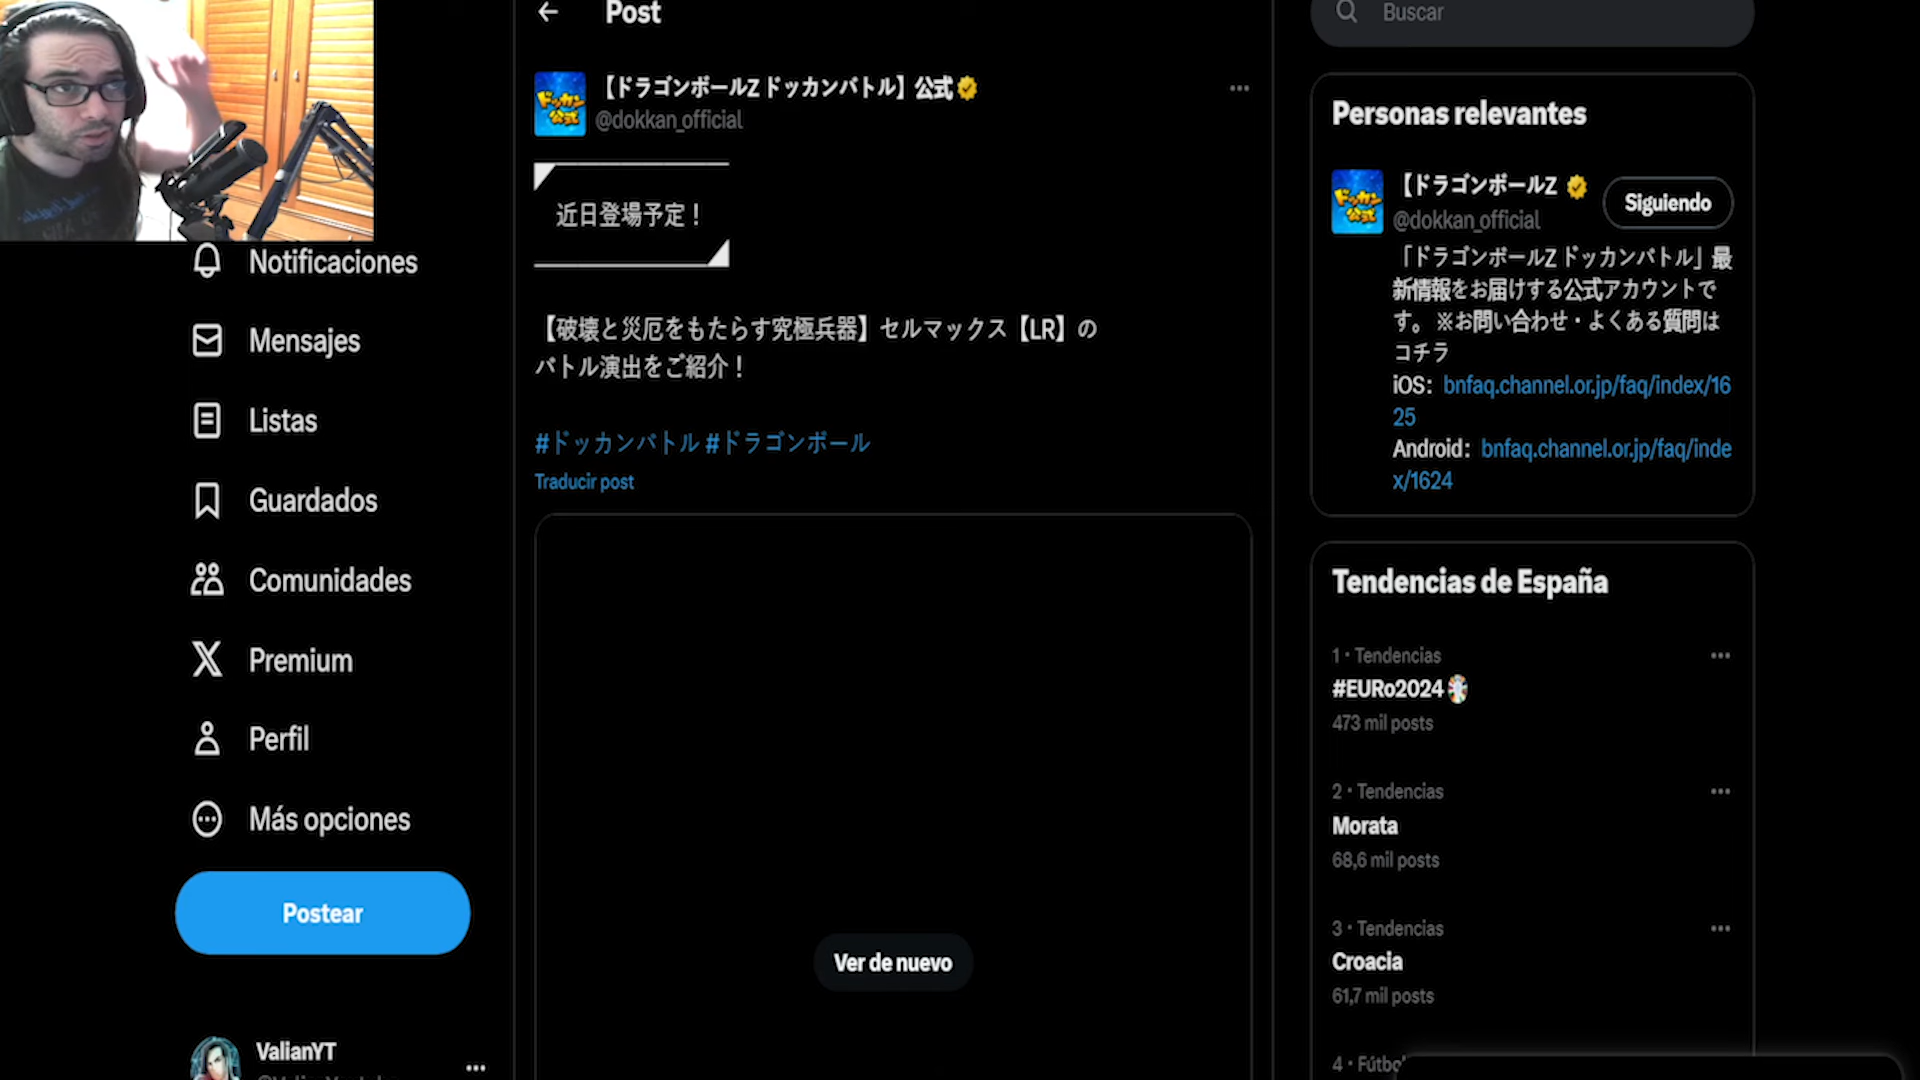 Post
【ドラゴンボールZ ドッカンバトル】公式
@dokkan_official
近日登場予定！
【破壊と災厄をもたらす究極兵器】セルマックス【LR】の
バトル演出をご紹介！
#ドッカンバトル #ドラゴンボール
Traducir post
Ver de nuevo
Notificaciones
Mensajes
Listas
Guardados
Comunidades
Premium
Perfil
Más opciones
Postear
ValianYT
Buscar
Personas relevantes
【ドラゴンボールZ
@dokkan_official
Siguiendo
「ドラゴンボールZ ドッカンバトル」最
新情報をお届けする公式アカウントで
す。 ※お問い合わせ・よくある質問は
コチラ
iOS: bnfaq.channel.or.jp/faq/index/16
25
Android: bnfaq.channel.or.jp/faq/inde
x/1624
Tendencias de España
1 · Tendencias
#EURo2024
473 mil posts
2 · Tendencias
Morata
68,6 mil posts
3 · Tendencias
Croacia
61,7 mil posts
4 ·